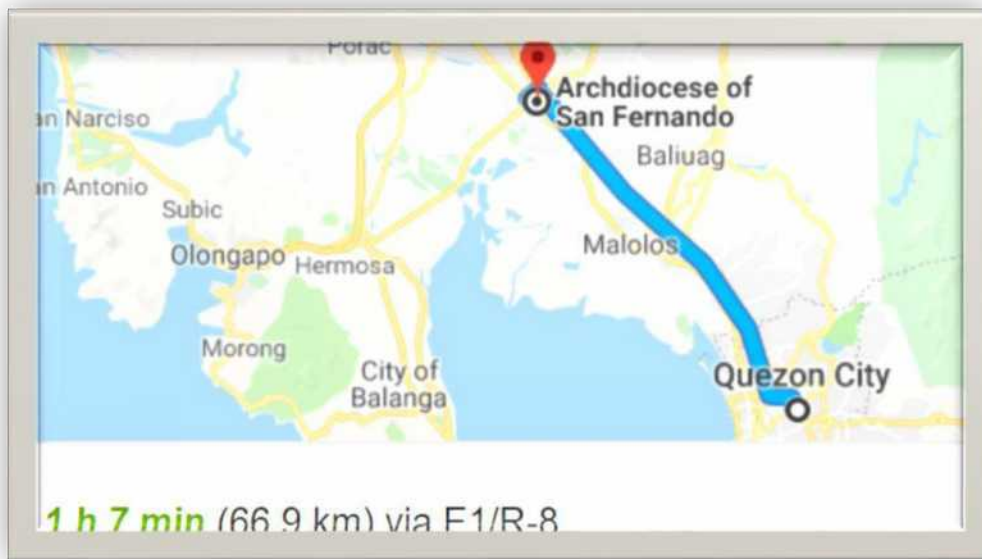 Porac
Archdiocese of
San Fernando
an Narciso
Baliuag
an Antonio
Subic
Malolos
Olongapo
Hermosa
Morong
City of
Balanga
Quezon City
1 h 7 min (66.9 km) via E1/R-8